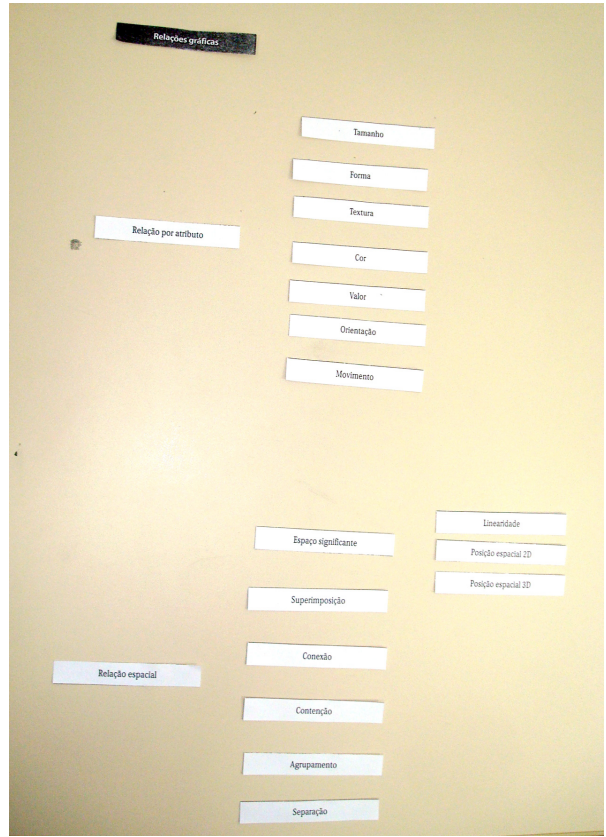 Relações gráficas
Tamanho
Forma
Textura
Relação por atributo
Cor
Valor
Orientação
Movimento
Espaço significante
Linearidade
Posição espacial 2D
Posição espacial 3D
Superimposição
Conexão
Relação espacial
Contenção
Agrupamento
Separação